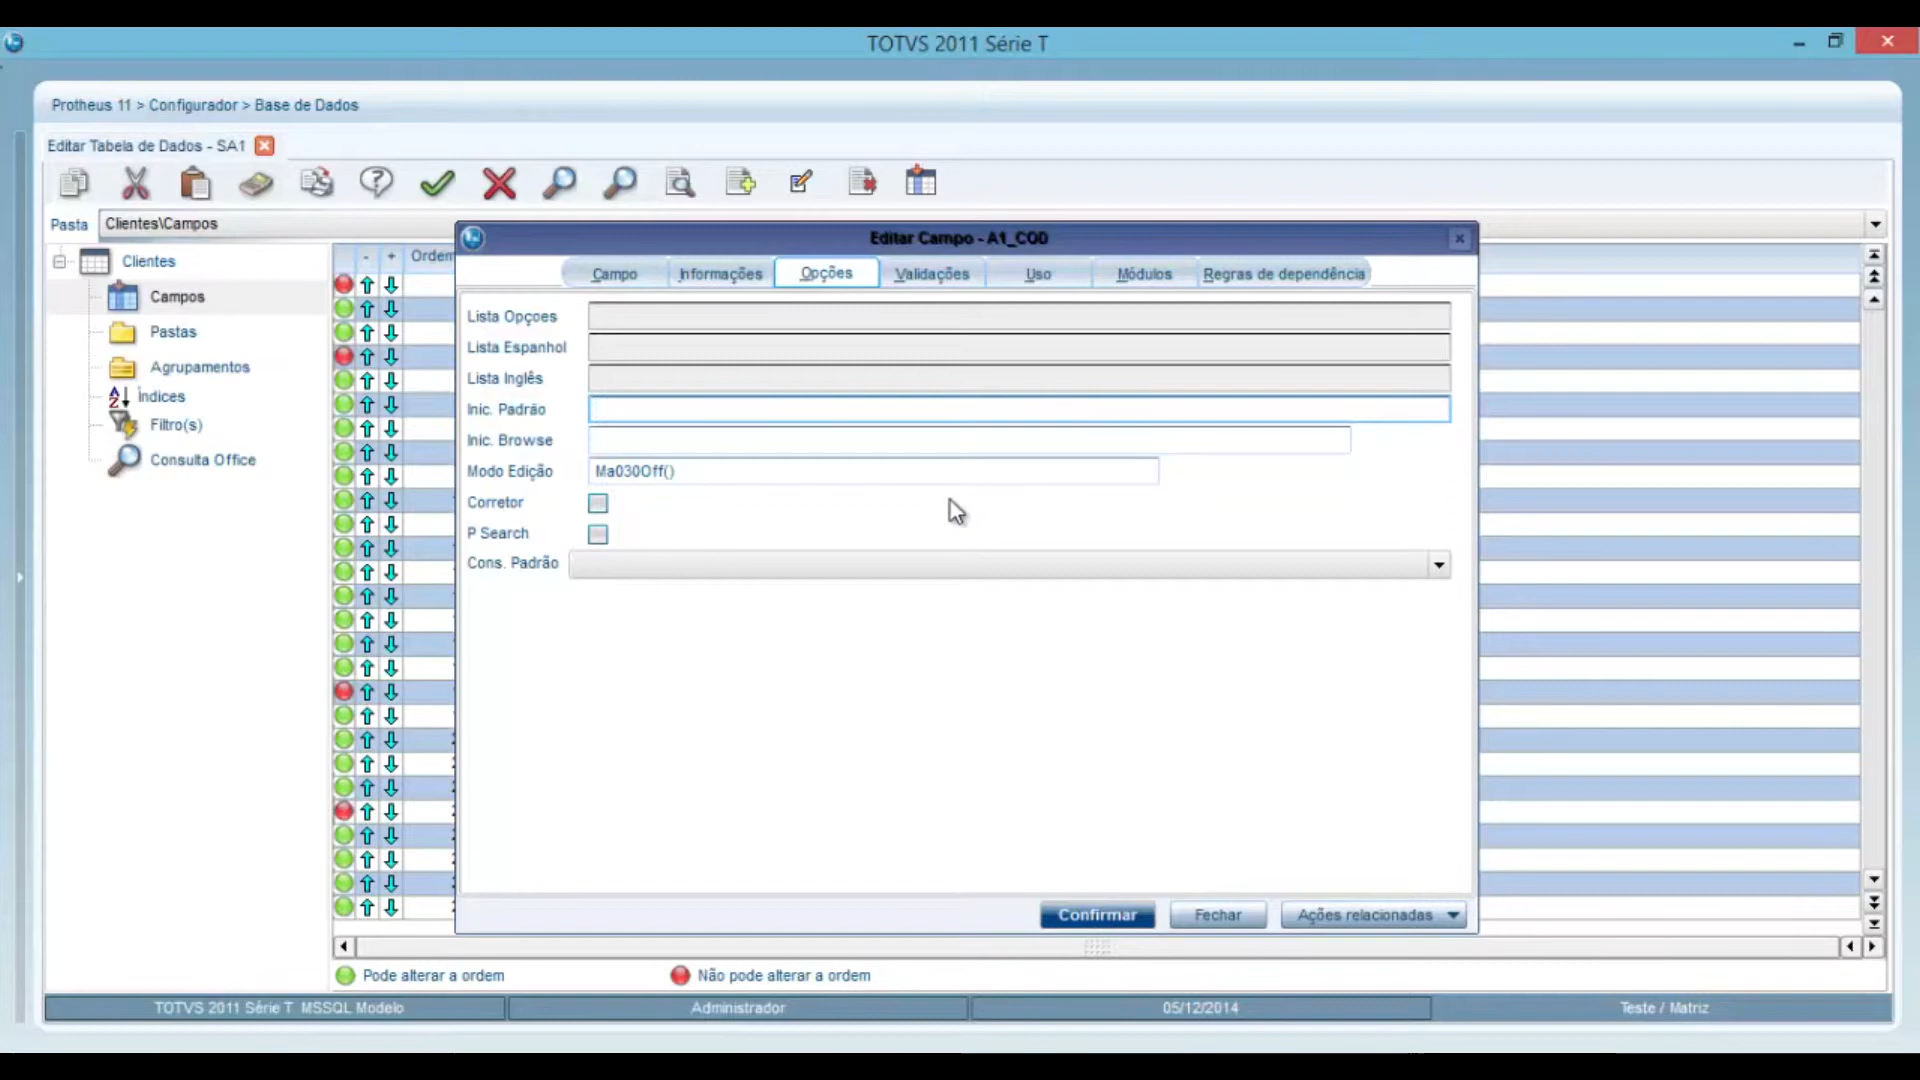 TOTVS 2011 Série T
Protheus 11 > Configurador > Base de Dados
Editar Tabela de Dados - SA1
Pasta Clientes\Campos
Clientes
Campos
Pastas
Agrupamentos
Índices
Filtro(s)
Consulta Office
- + Ordem
Editar Campo - A1_COD
Campo Informações Opções Validações Uso Módulos Regras de dependência
Lista Opçoes
Lista Espanhol
Lista Inglês
Inic. Padrão
Inic. Browse
Modo Edição Ma030Off()
Corretor
P Search
Cons. Padrão
Confirmar Fechar Ações relacionadas
Pode alterar a ordem Não pode alterar a ordem
TOTVS 2011 Série T MSSQL Modelo Administrador 05/12/2014 Teste / Matriz